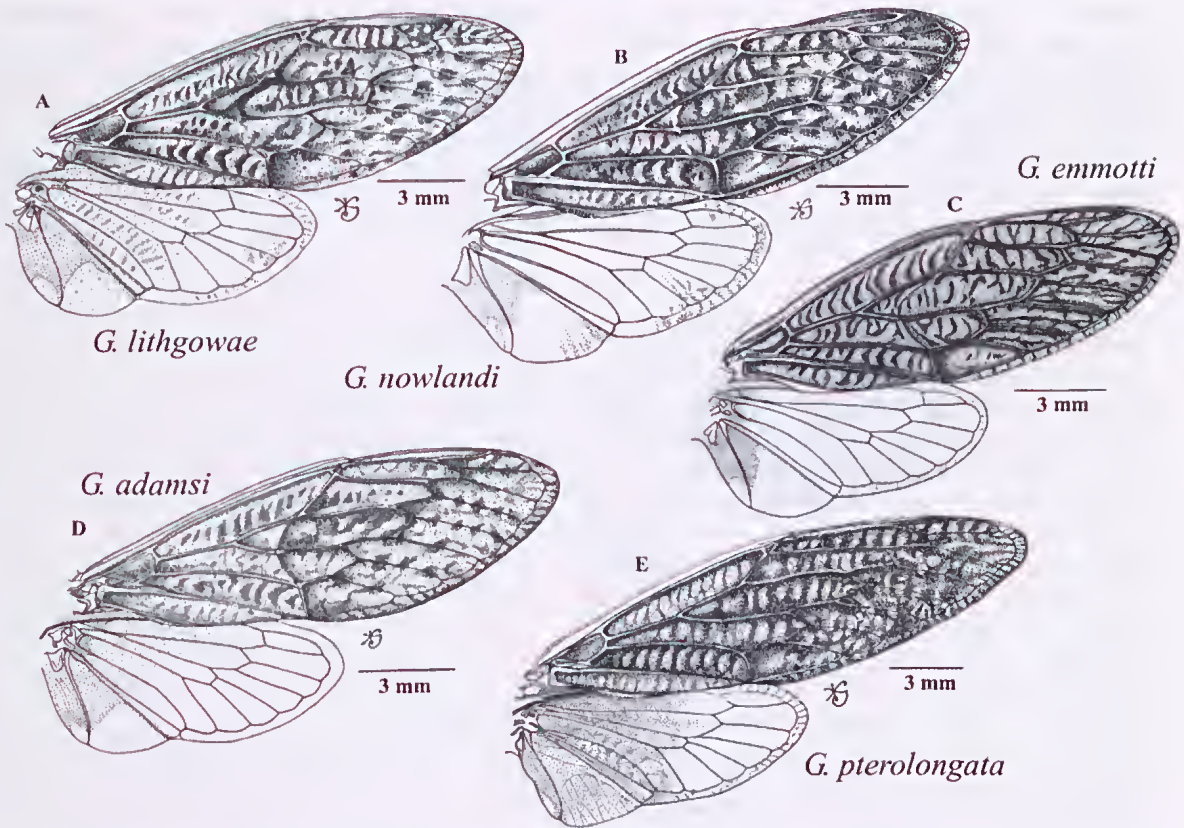 A
3 mm
G. lithgowae
B
3 mm
G. nowlandi
G. emmotti
C
3 mm
G. adamsi
D
3 mm
E
3 mm
G. pterolongata